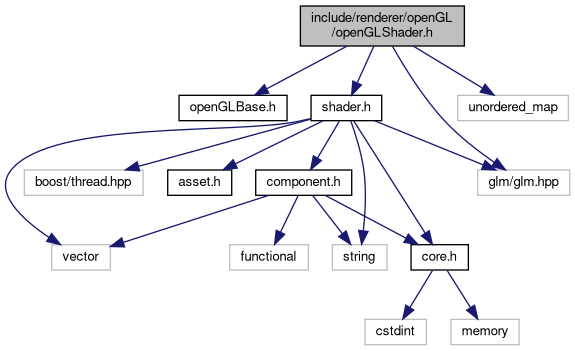 include/renderer/openGL
/openGLShader.h
openGLBase.h
shader.h
unordered_map
boost/thread.hpp
asset.h
component.h
glm/glm.hpp
vector
functional
string
core.h
cstdint
memory